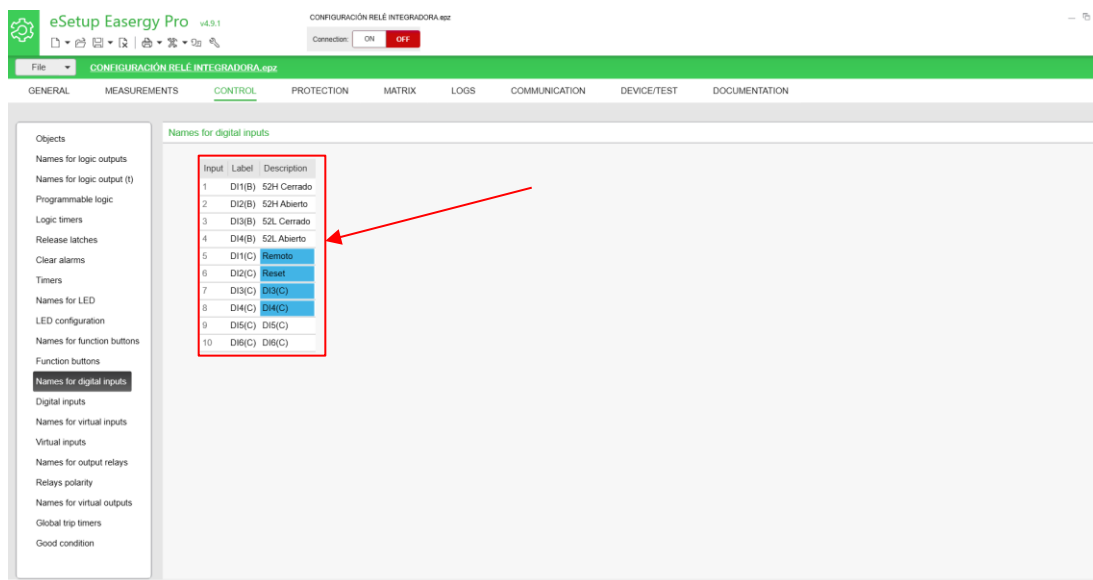 eSetup Easergy Pro v4.9.1
CONFIGURACIÓN RELÉ INTEGRADORA.epz
Connection: ON OFF
File CONFIGURACIÓN RELÉ INTEGRADORA.epz
GENERAL MEASUREMENTS CONTROL PROTECTION MATRIX LOGS COMMUNICATION DEVICE/TEST DOCUMENTATION
Objects
Names for logic outputs
Names for logic output (t)
Programmable logic
Logic timers
Release latches
Clear alarms
Timers
Names for LED
LED configuration
Names for function buttons
Function buttons
Names for digital inputs
Digital inputs
Names for virtual inputs
Virtual inputs
Names for output relays
Relays polarity
Names for virtual outputs
Global trip timers
Good condition
Names for digital inputs
Input Label Description
1 DI1(B) 52H Cerrado
2 DI2(B) 52H Abierto
3 DI3(B) 52L Cerrado
4 DI4(B) 52L Abierto
5 DI1(C) Remoto
6 DI2(C) Reset
7 DI3(C) DI3(C)
8 DI4(C) DI4(C)
9 DI5(C) DI5(C)
10 DI6(C) DI6(C)